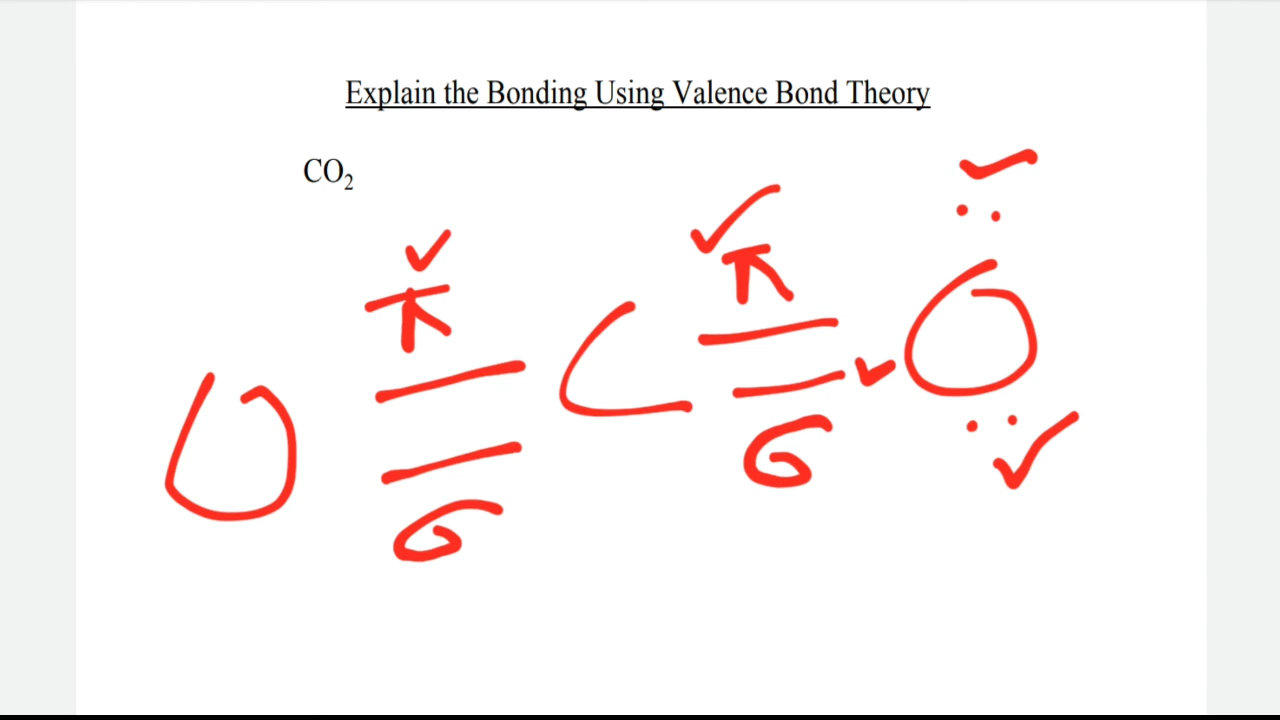 Explain the Bonding Using Valence Bond Theory
CO₂
π π
O = C = O
σ σ